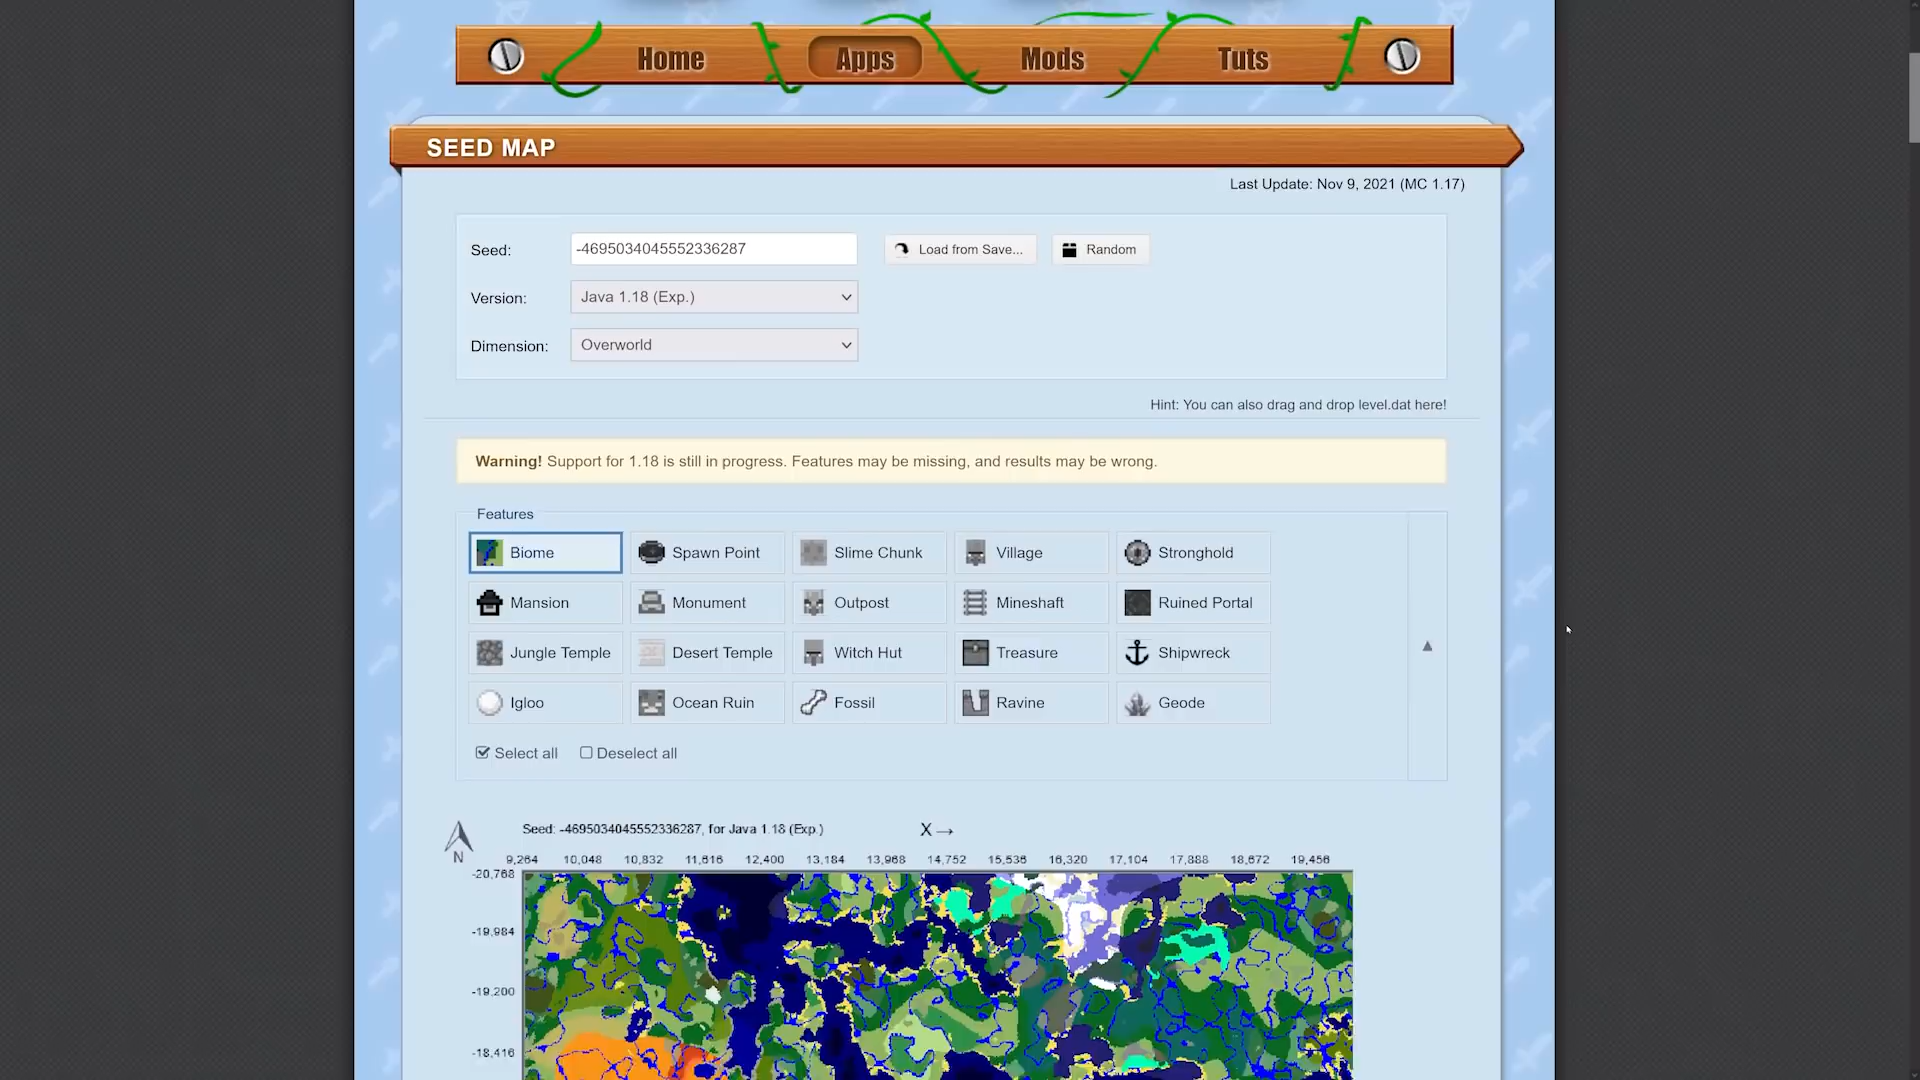 Home Apps Mods Tuts
SEED MAP
Last Update: Nov 9, 2021 (MC 1.17)
Seed: -4695034045552336287 Load from Save... Random
Version: Java 1.18 (Exp.)
Dimension: Overworld
Hint: You can also drag and drop level.dat here!
Warning! Support for 1.18 is still in progress. Features may be missing, and results may be wrong.
Features
Biome Spawn Point Slime Chunk Village Stronghold
Mansion Monument Outpost Mineshaft Ruined Portal
Jungle Temple Desert Temple Witch Hut Treasure Shipwreck
Igloo Ocean Ruin Fossil Ravine Geode
Select all Deselect all
Seed: -4695034045552336287, for Java 1.18 (Exp.) X→
N
9,264 10,048 10,832 11,616 12,400 13,184 13,968 14,752 15,536 16,320 17,104 17,888 18,672 19,456
-20,768
-19,984
-19,200
-18,416